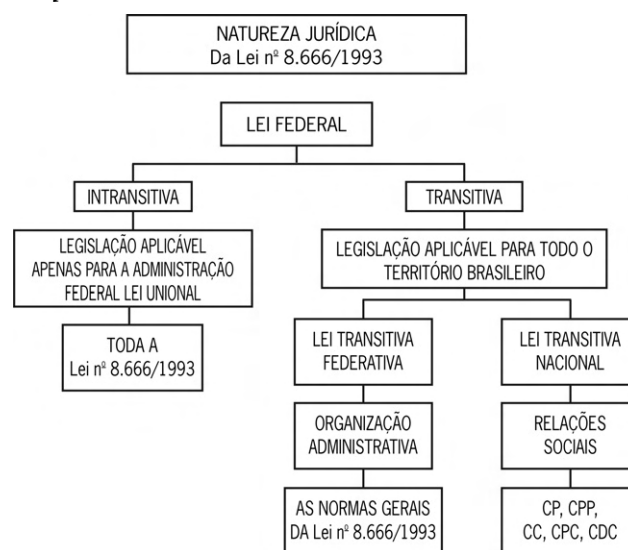 NATUREZA JURÍDICA
Da Lei nº 8.666/1993
LEI FEDERAL
INTRANSITIVA
TRANSITIVA
LEGISLAÇÃO APLICÁVEL
APENAS PARA A ADMINISTRAÇÃO
FEDERAL LEI UNIONAL
LEGISLAÇÃO APLICÁVEL PARA TODO O
TERRITÓRIO BRASILEIRO
TODA A
Lei nº 8.666/1993
LEI TRANSITIVA
FEDERATIVA
LEI TRANSITIVA
NACIONAL
ORGANIZAÇÃO
ADMINISTRATIVA
RELAÇÕES
SOCIAIS
AS NORMAS GERAIS
DA Lei nº 8.666/1993
CP, CPP,
CC, CPC, CDC